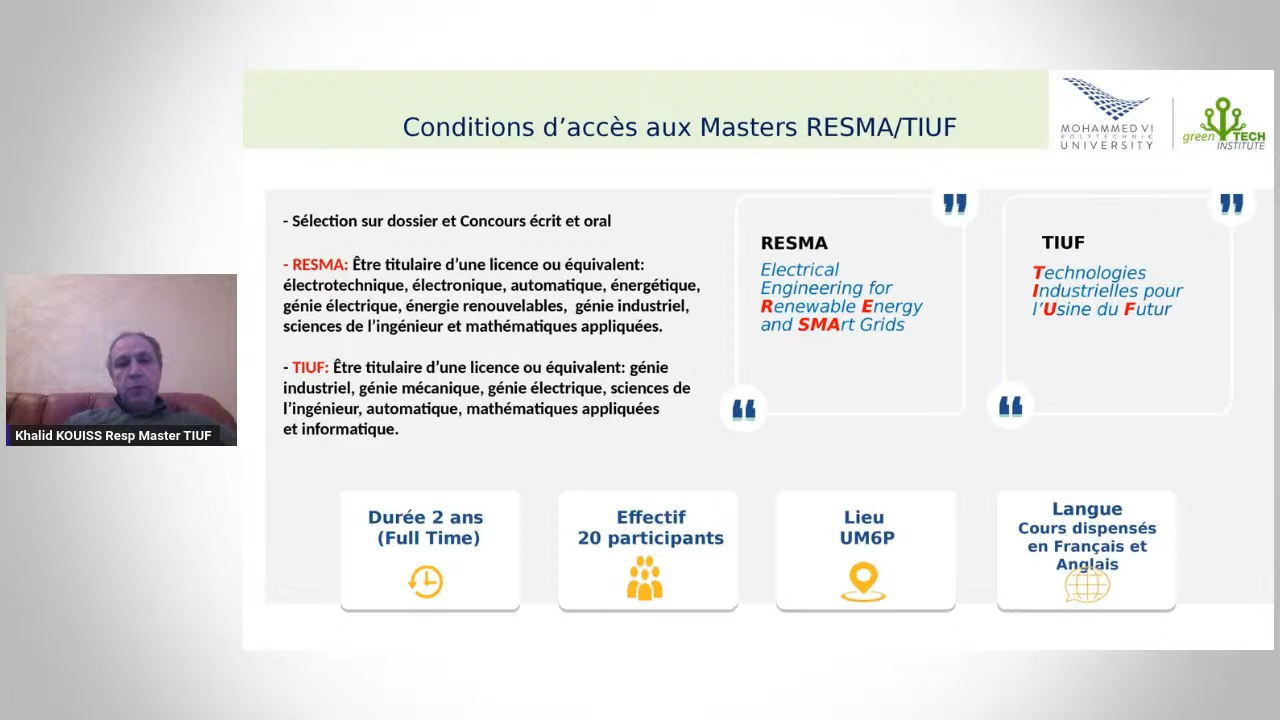 Conditions d’accès aux Masters RESMA/TIUF
MOHAMMED VI
POLYTECHNIC
UNIVERSITY
green TECH
INSTITUTE
- Sélection sur dossier et Concours écrit et oral
- RESMA: Être titulaire d’une licence ou équivalent:
électrotechnique, électronique, automatique, énergétique,
génie électrique, énergie renouvelables, génie industriel,
sciences de l’ingénieur et mathématiques appliquées.
- TIUF: Être titulaire d’une licence ou équivalent: génie
industriel, génie mécanique, génie électrique, sciences de
l’ingénieur, automatique, mathématiques appliquées
et informatique.
RESMA
Electrical
Engineering for
Renewable Energy
and SMArt Grids
TIUF
Technologies
Industrielles pour
l’Usine du Futur
Khalid KOUISS Resp Master TIUF
Durée 2 ans
(Full Time)
Effectif
20 participants
Lieu
UM6P
Langue
Cours dispensés
en Français et
Anglais